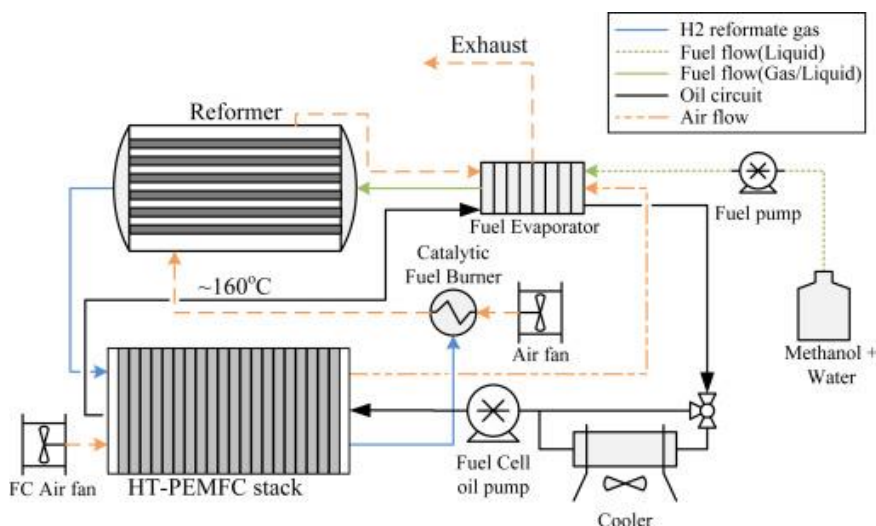 Exhaust
H2 reformate gas
Fuel flow(Liquid)
Fuel flow(Gas/Liquid)
Oil circuit
Air flow
Reformer
Fuel Evaporator
Fuel pump
Catalytic
Fuel Burner
~160°C
Air fan
Methanol +
Water
FC Air fan
HT-PEMFC stack
Fuel Cell
oil pump
Cooler